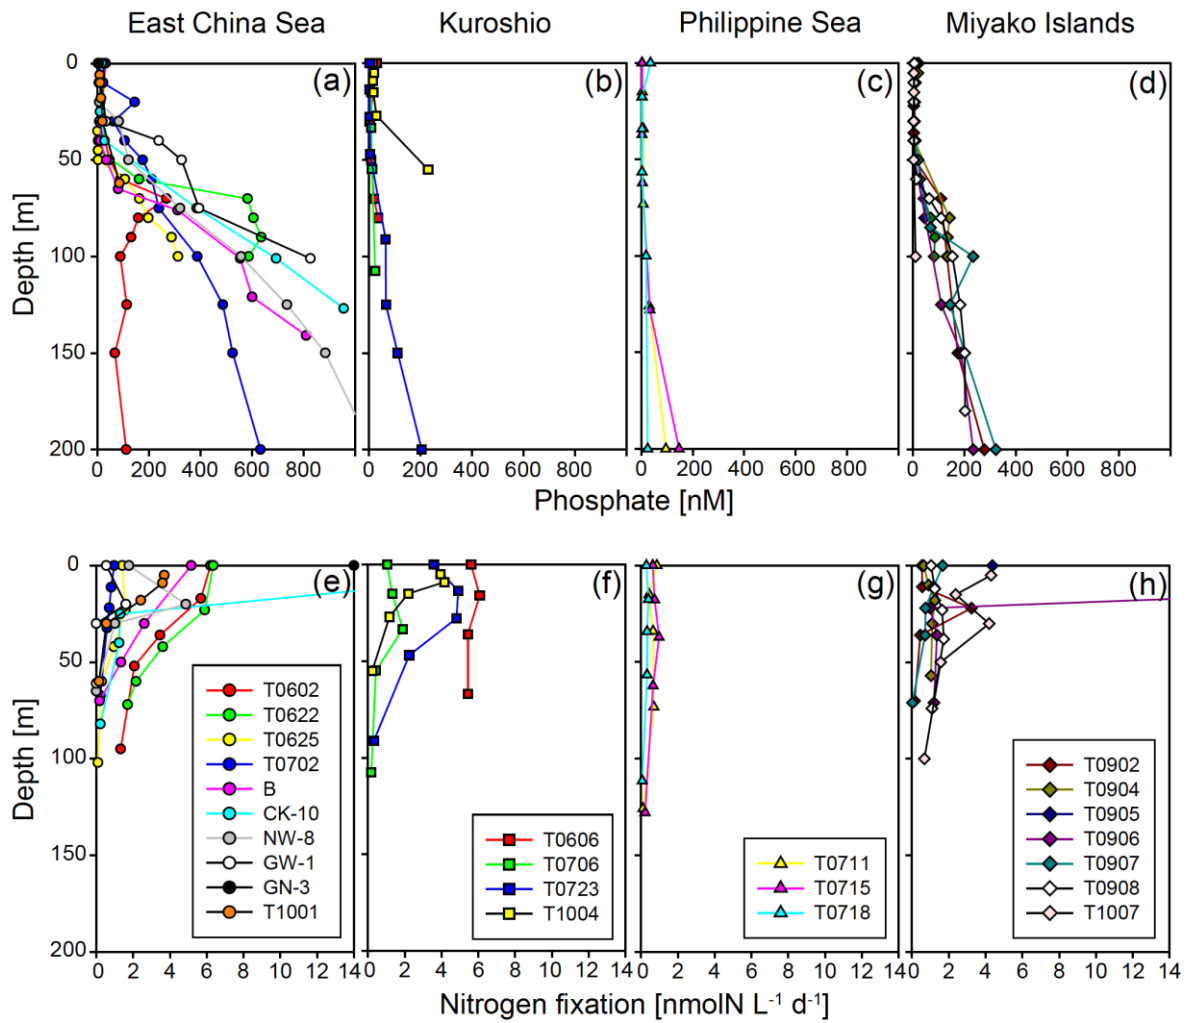 East China Sea Kuroshio Philippine Sea Miyako Islands
(a) (b) (c) (d)
Depth [m]
0
50
100
150
200
0 200 400 600 800 0 200 400 600 800 0 200 400 600 800 0 200 400 600 800
Phosphate [nM]
(e) (f) (g) (h)
Depth [m]
0
50
100
150
200
T0602
T0622
T0625
T0702
B
CK-10
NW-8
GW-1
GN-3
T1001
T0606
T0706
T0723
T1004
T0711
T0715
T0718
T0902
T0904
T0905
T0906
T0907
T0908
T1007
0 2 4 6 8 10 12 14 2 4 6 8 10 12 14 0 2 4 6 8 10 12 14 0 2 4 6 8 10 12 14
Nitrogen fixation [nmolN L⁻¹ d⁻¹]